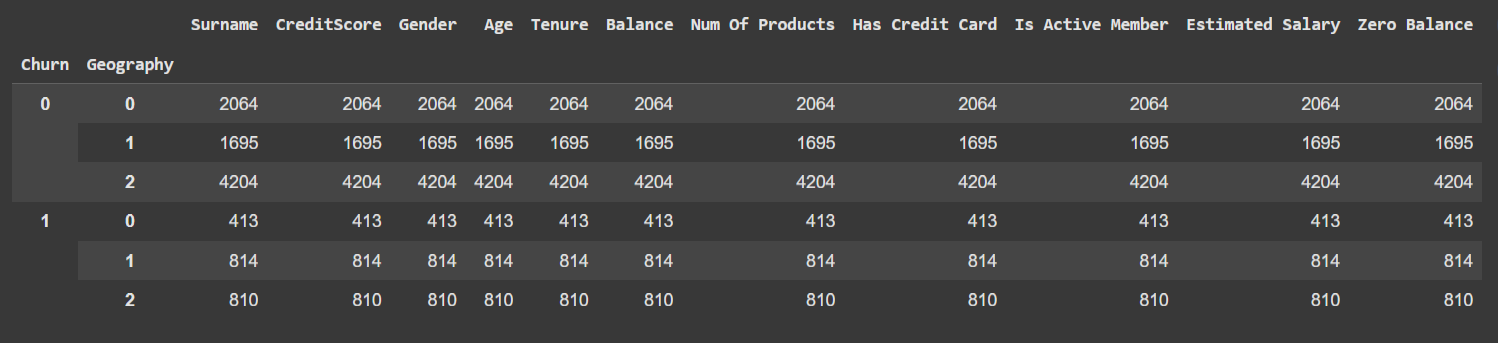 Surname CreditScore Gender Age Tenure Balance Num Of Products Has Credit Card Is Active Member Estimated Salary Zero Balance
Churn Geography
0 0 2064 2064 2064 2064 2064 2064 2064 2064 2064 2064 2064
1 1695 1695 1695 1695 1695 1695 1695 1695 1695 1695 1695
2 4204 4204 4204 4204 4204 4204 4204 4204 4204 4204 4204
1 0 413 413 413 413 413 413 413 413 413 413 413
1 814 814 814 814 814 814 814 814 814 814 814
2 810 810 810 810 810 810 810 810 810 810 810